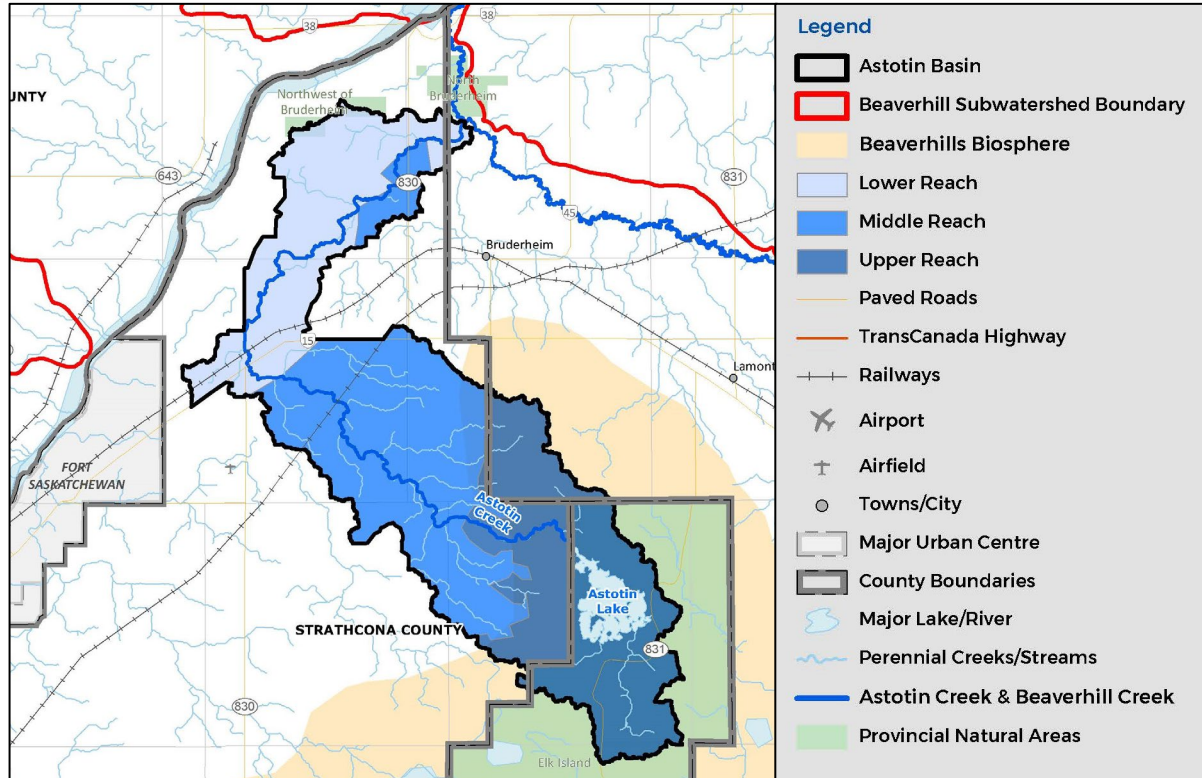 38
38
UNTY
Northwest of
Bruderheim
North
Bruderheim
643
830
831
45
Bruderheim
15
Lamont
FORT
SASKATCHEWAN
Astotin
Creek
Astotin
Lake
STRATHCONA COUNTY
831
830
Elk Island
Legend
Astotin Basin
Beaverhill Subwatershed Boundary
Beaverhills Biosphere
Lower Reach
Middle Reach
Upper Reach
Paved Roads
TransCanada Highway
Railways
Airport
Airfield
Towns/City
Major Urban Centre
County Boundaries
Major Lake/River
Perennial Creeks/Streams
Astotin Creek & Beaverhill Creek
Provincial Natural Areas